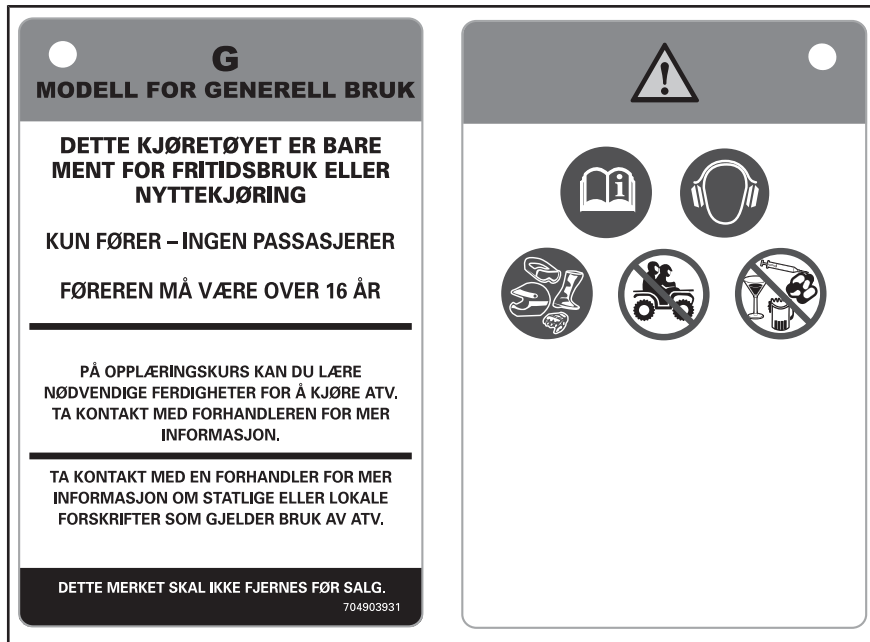 G
MODELL FOR GENERELL BRUK
DETTE KJØRETØYET ER BARE
MENT FOR FRITIDSBRUK ELLER
NYTTEKJØRING
KUN FØRER – INGEN PASSASJERER
FØREREN MÅ VÆRE OVER 16 ÅR
PÅ OPPLÆRINGSKURS KAN DU LÆRE
NØDVENDIGE FERDIGHETER FOR Å KJØRE ATV.
TA KONTAKT MED FORHANDLEREN FOR MER
INFORMASJON.
TA KONTAKT MED EN FORHANDLER FOR MER
INFORMASJON OM STATLIGE ELLER LOKALE
FORSKRIFTER SOM GJELDER BRUK AV ATV.
DETTE MERKET SKAL IKKE FJERNES FØR SALG.
704903931